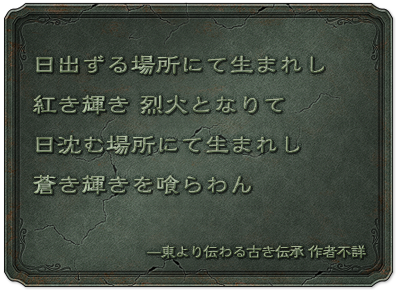 日出ずる場所にて生まれし
紅き輝き 烈火となりて
日沈む場所にて生まれし
蒼き輝きを喰らわん
―東より伝わる古き伝承 作者不詳